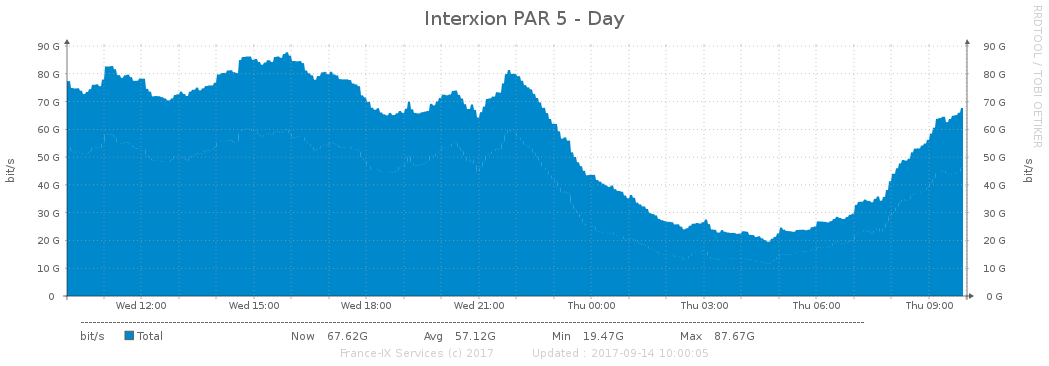 Interxion PAR 5 - Day
RRDTOOL / TOBI OETIKER
90 G 90 G
80 G 80 G
70 G 70 G
60 G 60 G
50 G 50 G
40 G 40 G
30 G 30 G
20 G 20 G
10 G 10 G
0 0 G
bit/s
bit/s
Wed 12:00 Wed 15:00 Wed 18:00 Wed 21:00 Thu 00:00 Thu 03:00 Thu 06:00 Thu 09:00
bit/s Total Now 67.62G Avg 57.12G Min 19.47G Max 87.67G
France-IX Services (c) 2017 Updated : 2017-09-14 10:00:05